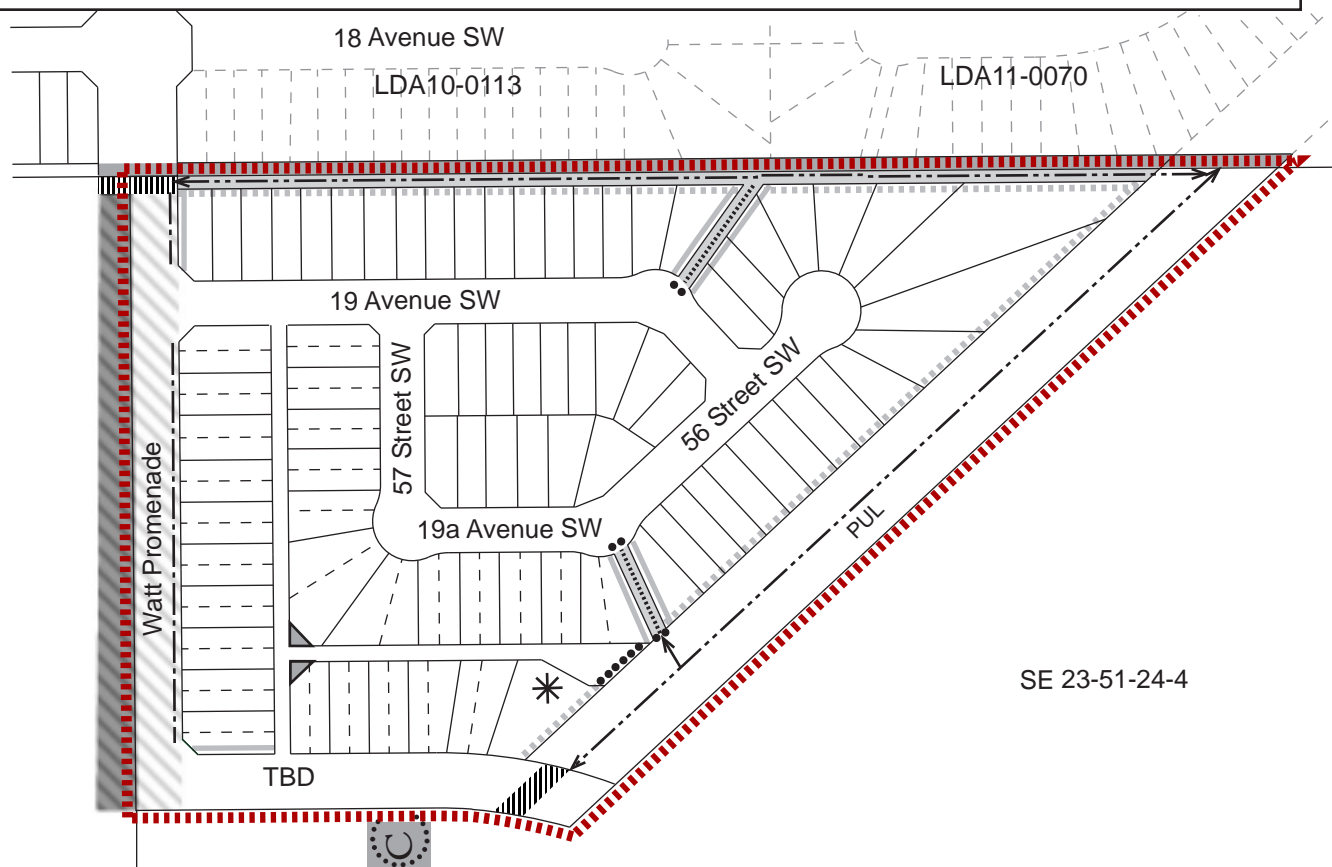 18 Avenue SW
LDA10-0113
LDA11-0070
19 Avenue SW
57 Street SW
56 Street SW
Watt Promenade
19a Avenue SW
PUL
SE 23-51-24-4
TBD
C